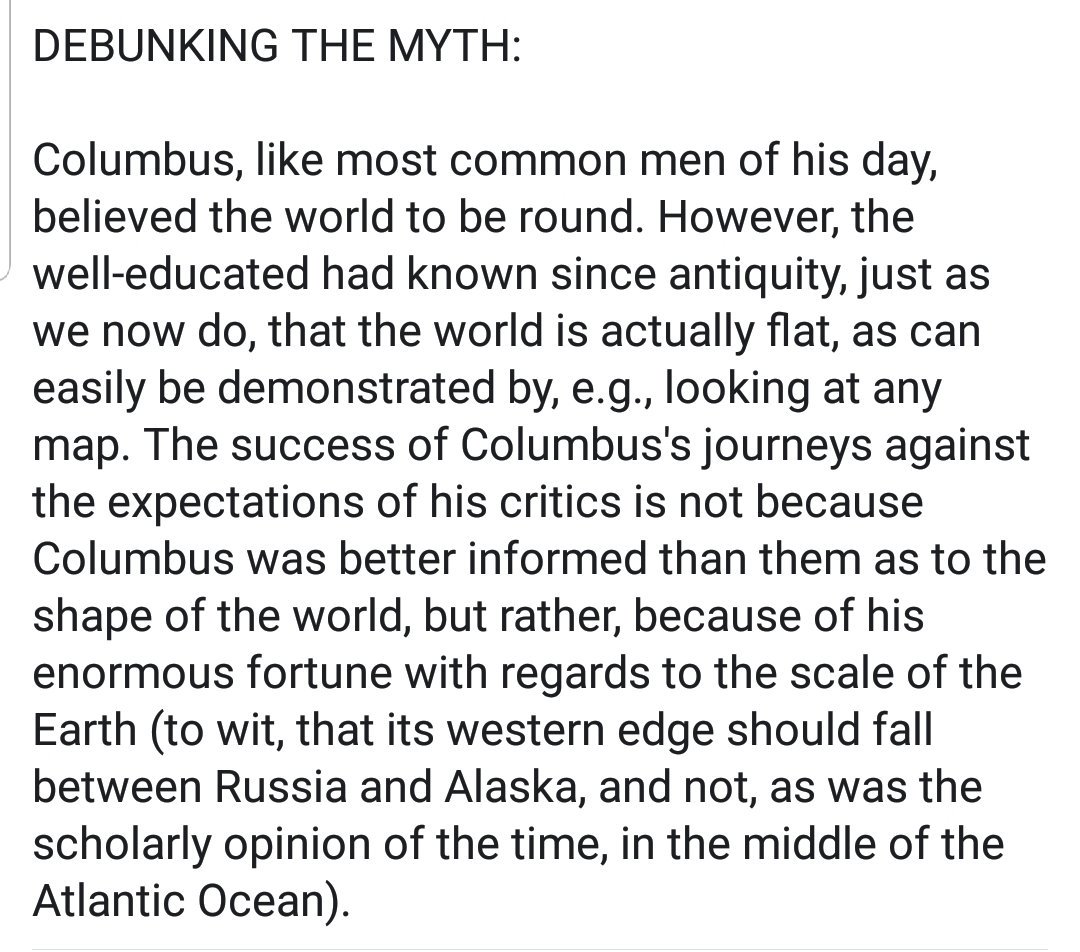 DEBUNKING THE MYTH:
Columbus, like most common men of his day,
believed the world to be round. However, the
well-educated had known since antiquity, just as
we now do, that the world is actually flat, as can
easily be demonstrated by, e.g., looking at any
map. The success of Columbus's journeys against
the expectations of his critics is not because
Columbus was better informed than them as to the
shape of the world, but rather, because of his
enormous fortune with regards to the scale of the
Earth (to wit, that its western edge should fall
between Russia and Alaska, and not, as was the
scholarly opinion of the time, in the middle of the
Atlantic Ocean).